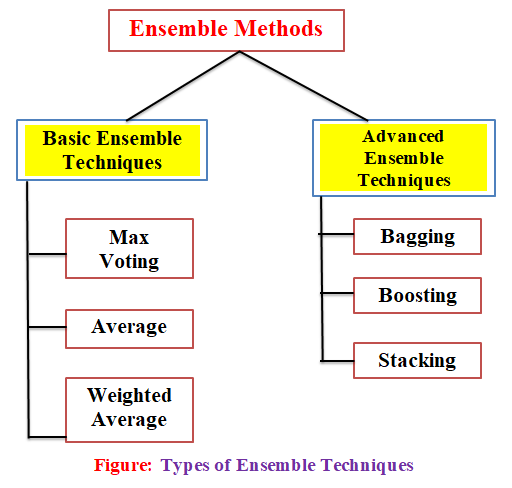 Ensemble Methods
Basic Ensemble
Techniques
Max
Voting
Average
Weighted
Average
Advanced
Ensemble
Techniques
Bagging
Boosting
Stacking
Figure: Types of Ensemble Techniques